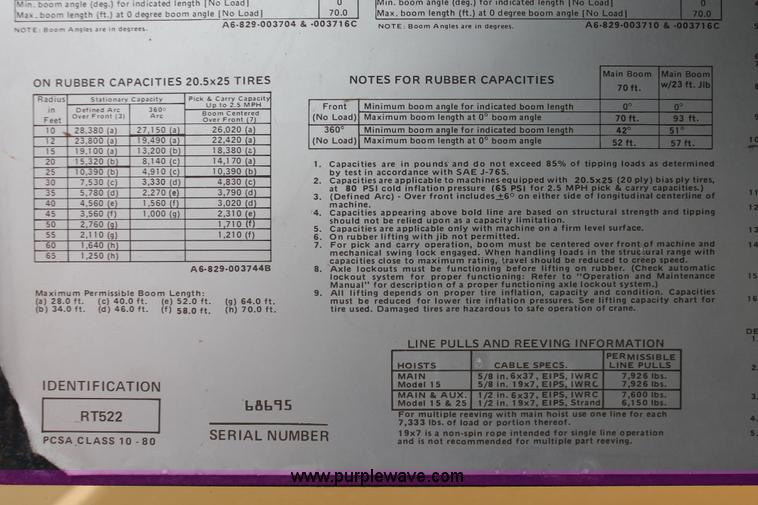 Min. boom angle (deg.) for indicated length [No Load] 0
Max. boom length (ft.) at 0 degree boom angle [No Load] 70.0
NOTE: Boom Angles are in degrees. A6-829-003704 & -003716C
Min. boom angle (deg.) for indicated length [No Load] 0
Max. boom length (ft.) at 0 degree boom angle [No Load] 70.0
NOTE: Boom Angles are in degrees. A6-829-003710 & -003716C
ON RUBBER CAPACITIES 20.5x25 TIRES
Radius in Feet
Stationary Capacity
Pick & Carry Capacity Up to 2.5 MPH
Defined Arc Over Front (3)
360° Arc
Boom Centered Over Front (7)
10 28,380 (a) 27,150 (a) 26,020 (a)
12 23,800 (a) 19,490 (a) 22,420 (a)
15 19,100 (a) 13,200 (b) 18,380 (c)
20 15,320 (b) 8,140 (c) 14,170 (a)
25 10,390 (b) 4,910 (c) 10,390 (b)
30 7,530 (c) 3,330 (d) 4,830 (c)
35 5,780 (d) 2,270 (e) 3,790 (d)
40 4,560 (e) 1,560 (f) 3,020 (d)
45 3,560 (f) 1,000 (g) 2,310 (e)
50 2,760 (g) 1,710 (f)
55 2,110 (g) 1,210 (f)
60 1,640 (h)
65 1,250 (h)
A6-829-003744B
Maximum Permissible Boom Length:
(a) 28.0 ft. (c) 40.0 ft. (e) 52.0 ft. (g) 64.0 ft.
(b) 34.0 ft. (d) 46.0 ft. (f) 58.0 ft. (h) 70.0 ft.
IDENTIFICATION
RT522
PCSA CLASS 10 - 80
68695
SERIAL NUMBER
NOTES FOR RUBBER CAPACITIES
Main Boom 70 ft.
Main Boom w/23 ft. Jib
Front (No Load) Minimum boom angle for indicated boom length 0° 0°
Maximum boom length at 0° boom angle 70 ft. 93 ft.
360° (No Load) Minimum boom angle for indicated boom length 42° 51°
Maximum boom length at 0° boom angle 52 ft. 57 ft.
1. Capacities are in pounds and do not exceed 85% of tipping loads as determined
by test in accordance with SAE J-765.
2. Capacities are applicable to machines equipped with 20.5x25 (20 ply) bias ply tires,
at 80 PSI cold inflation pressure (65 PSI for 2.5 MPH pick & carry capacities.)
3. (Defined Arc) - Over front includes ±6° on either side of longitudinal centerline of
machine.
4. Capacities appearing above bold line are based on structural strength and tipping
should not be relied upon as a capacity limitation.
5. Capacities are applicable only with machine on a firm level surface.
6. On rubber lifting with jib not permitted.
7. For pick and carry operation, boom must be centered over front of machine and
mechanical swing lock engaged. When handling loads in the structural range with
capacities close to maximum rating, travel should be reduced to creep speed.
8. Axle lockouts must be functioning before lifting on rubber. (Check automatic
lockout system for proper functioning: Refer to "Operation and Maintenance
Manual" for description of a proper functioning axle lockout system.)
9. All lifting depends on proper tire inflation, capacity and condition. Capacities
must be reduced for lower tire inflation pressures. See lifting capacity chart for
tire used. Damaged tires are hazardous to safe operation of crane.
LINE PULLS AND REEVING INFORMATION
HOISTS CABLE SPECS. PERMISSIBLE LINE PULLS
MAIN 5/8 in. 6x37, EIPS, IWRC 7,926 lbs.
Model 15 5/8 in. 19x7, EIPS, IWRC 7,926 lbs.
MAIN & AUX. 1/2 in. 6x37, EIPS, IWRC 7,600 lbs.
Model 15 & 25 1/2 in. 19x7, EIPS, Strand 6,150 lbs.
For multiple reeving with main hoist use one line for each
7,333 lbs. of load or portion thereof.
19x7 is a non-spin rope intended for single line operation
and is not recommended for multiple part reeving.
www.purplewave.com